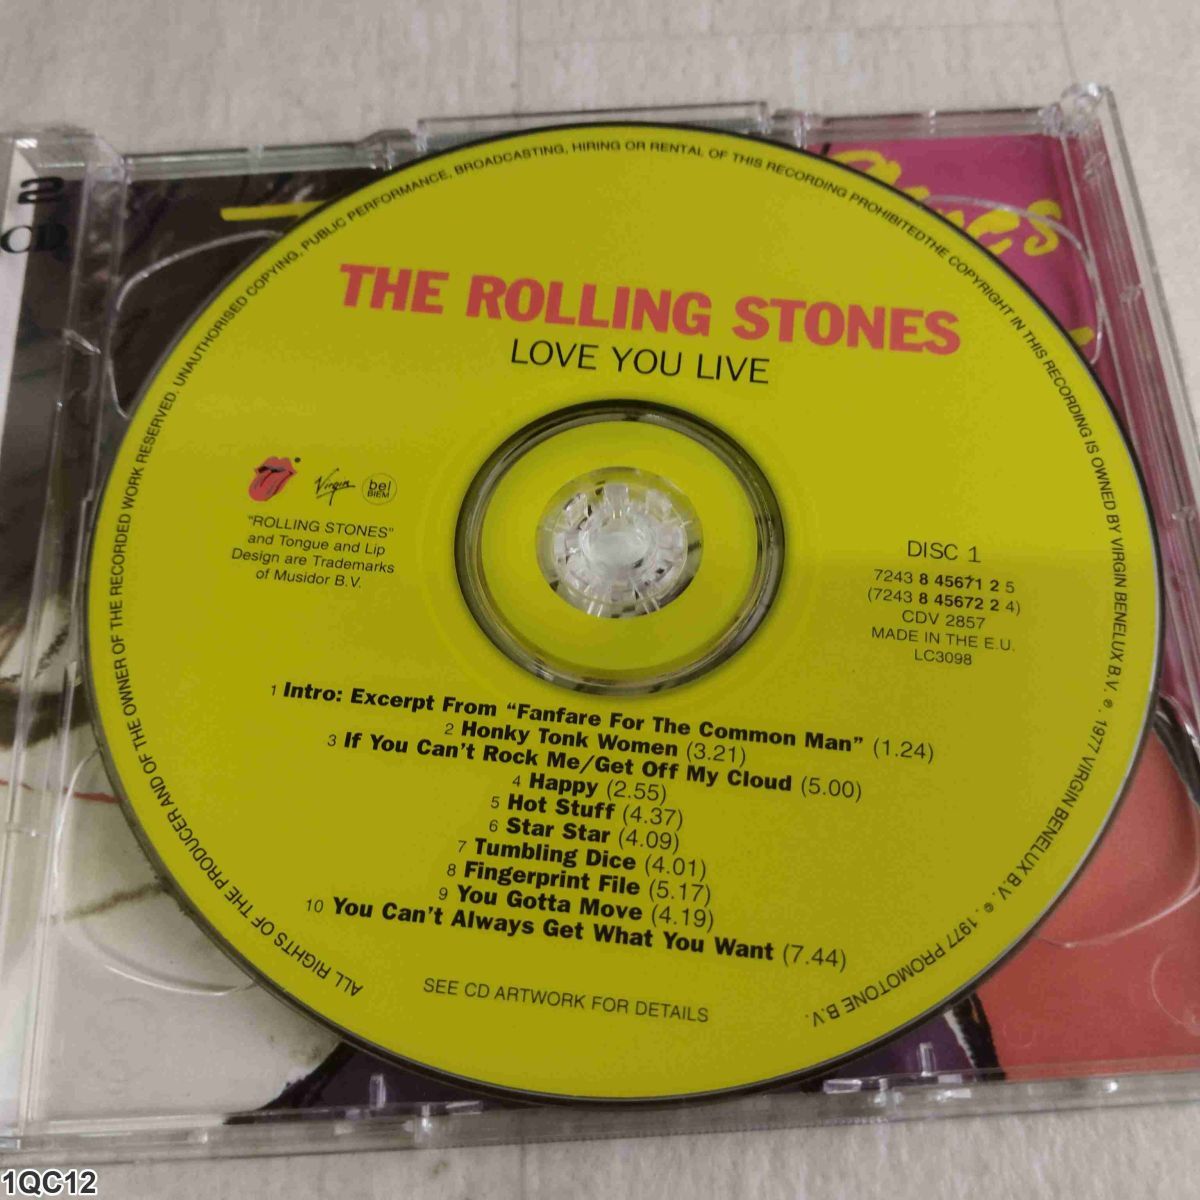 2
CD
Stones
THE ROLLING STONES
LOVE YOU LIVE
Virgin
bel
BIEM
"ROLLING STONES"
and Tongue and Lip
Design are Trademarks
of Musidor B.V.
DISC 1
7243 8 45671 2 5
(7243 8 45672 2 4)
CDV 2857
MADE IN THE E.U.
LC3098
1 Intro: Excerpt From “Fanfare For The Common Man” (1.24)
2 Honky Tonk Women (3.21)
3 If You Can't Rock Me/Get Off My Cloud (5.00)
4 Happy (2.55)
5 Hot Stuff (4.37)
6 Star Star (4.09)
7 Tumbling Dice (4.01)
8 Fingerprint File (5.17)
9 You Gotta Move (4.19)
10 You Can't Always Get What You Want (7.44)
SEE CD ARTWORK FOR DETAILS
ALL RIGHTS OF THE PRODUCER AND OF THE OWNER OF THE RECORDED WORK RESERVED. UNAUTHORISED COPYING, PUBLIC PERFORMANCE, BROADCASTING, HIRING OR RENTAL OF THIS RECORDING PROHIBITED THE COPYRIGHT IN THIS RECORDING IS OWNED BY VIRGIN BENELUX B.V. ℗. 1977 VIRGIN BENELUX B.V. ©. 1977 PROMOTONE B.V.
1QC12